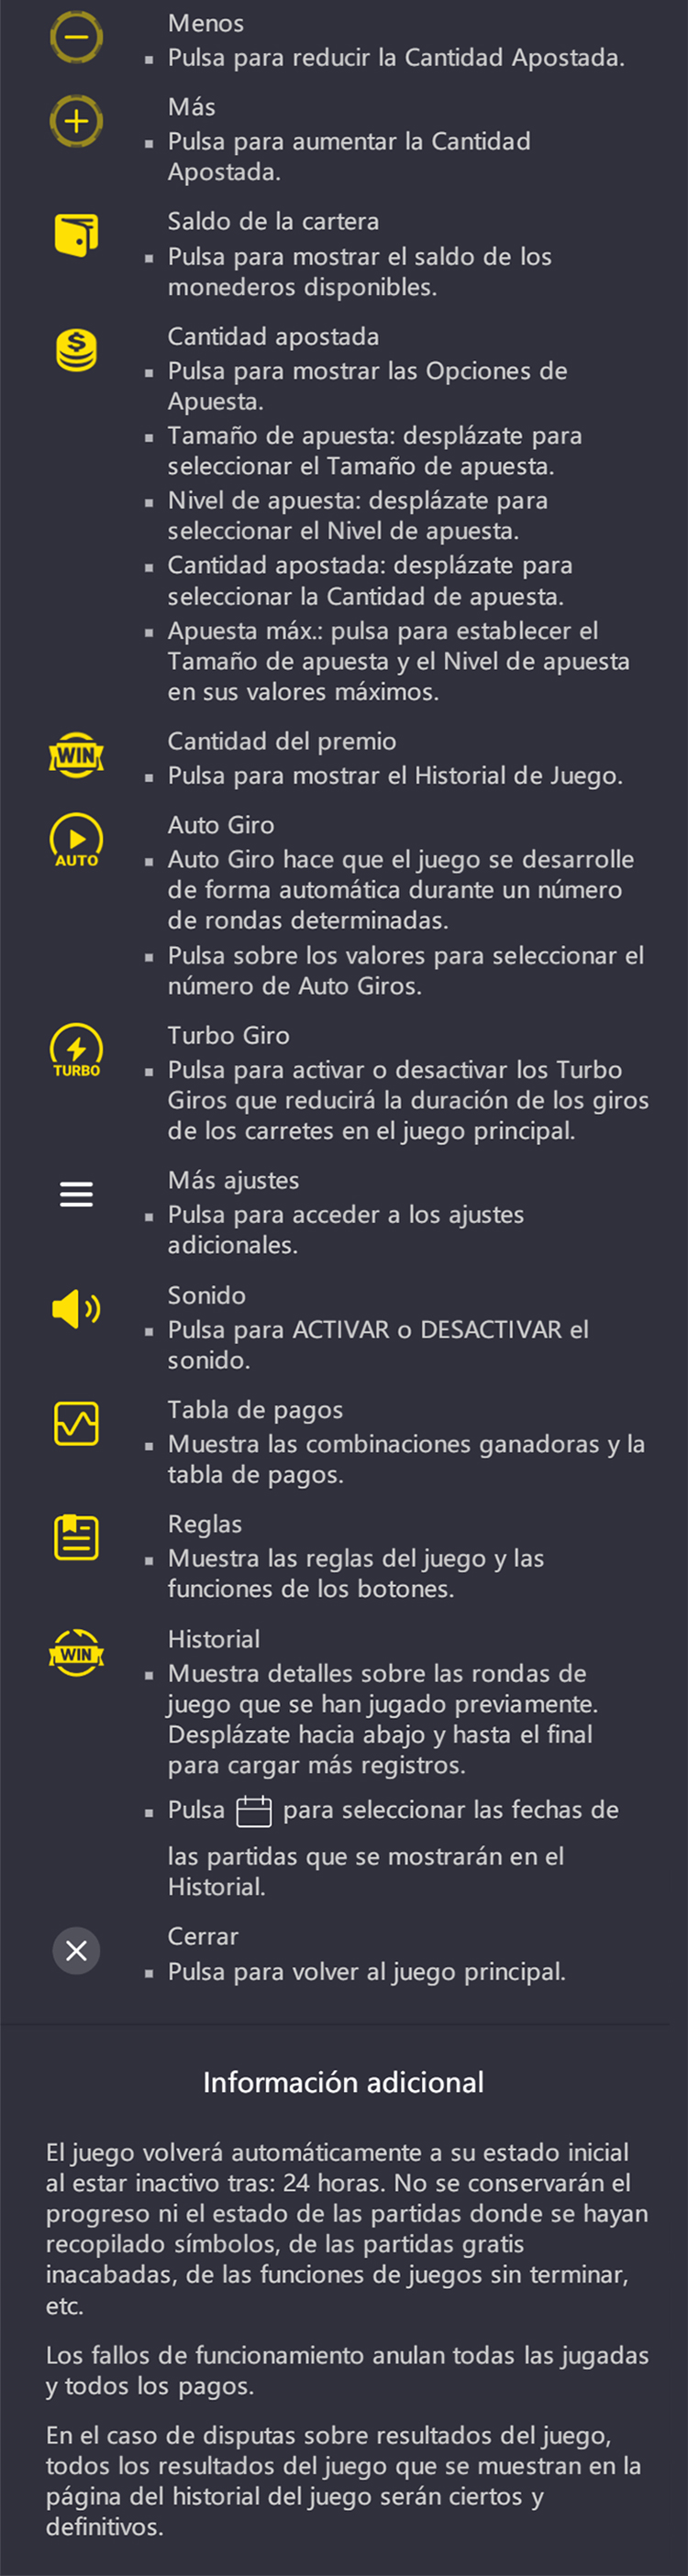 Menos
Pulsa para reducir la Cantidad Apostada.
Más
Pulsa para aumentar la Cantidad
Apostada.
Saldo de la cartera
Pulsa para mostrar el saldo de los
monederos disponibles.
Cantidad apostada
Pulsa para mostrar las Opciones de
Apuesta.
Tamaño de apuesta: desplázate para
seleccionar el Tamaño de apuesta.
Nivel de apuesta: desplázate para
seleccionar el Nivel de apuesta.
Cantidad apostada: desplázate para
seleccionar la Cantidad de apuesta.
Apuesta máx.: pulsa para establecer el
Tamaño de apuesta y el Nivel de apuesta
en sus valores máximos.
WIN
Cantidad del premio
Pulsa para mostrar el Historial de Juego.
AUTO
Auto Giro
Auto Giro hace que el juego se desarrolle
de forma automática durante un número
de rondas determinadas.
Pulsa sobre los valores para seleccionar el
número de Auto Giros.
TURBO
Turbo Giro
Pulsa para activar o desactivar los Turbo
Giros que reducirá la duración de los giros
de los carretes en el juego principal.
Más ajustes
Pulsa para acceder a los ajustes
adicionales.
Sonido
Pulsa para ACTIVAR o DESACTIVAR el
sonido.
Tabla de pagos
Muestra las combinaciones ganadoras y la
tabla de pagos.
Reglas
Muestra las reglas del juego y las
funciones de los botones.
WIN
Historial
Muestra detalles sobre las rondas de
juego que se han jugado previamente.
Desplázate hacia abajo y hasta el final
para cargar más registros.
Pulsa para seleccionar las fechas de
las partidas que se mostrarán en el
Historial.
Cerrar
Pulsa para volver al juego principal.
Información adicional
El juego volverá automáticamente a su estado inicial
al estar inactivo tras: 24 horas. No se conservarán el
progreso ni el estado de las partidas donde se hayan
recopilado símbolos, de las partidas gratis
inacabadas, de las funciones de juegos sin terminar,
etc.
Los fallos de funcionamiento anulan todas las jugadas
y todos los pagos.
En el caso de disputas sobre resultados del juego,
todos los resultados del juego que se muestran en la
página del historial del juego serán ciertos y
definitivos.